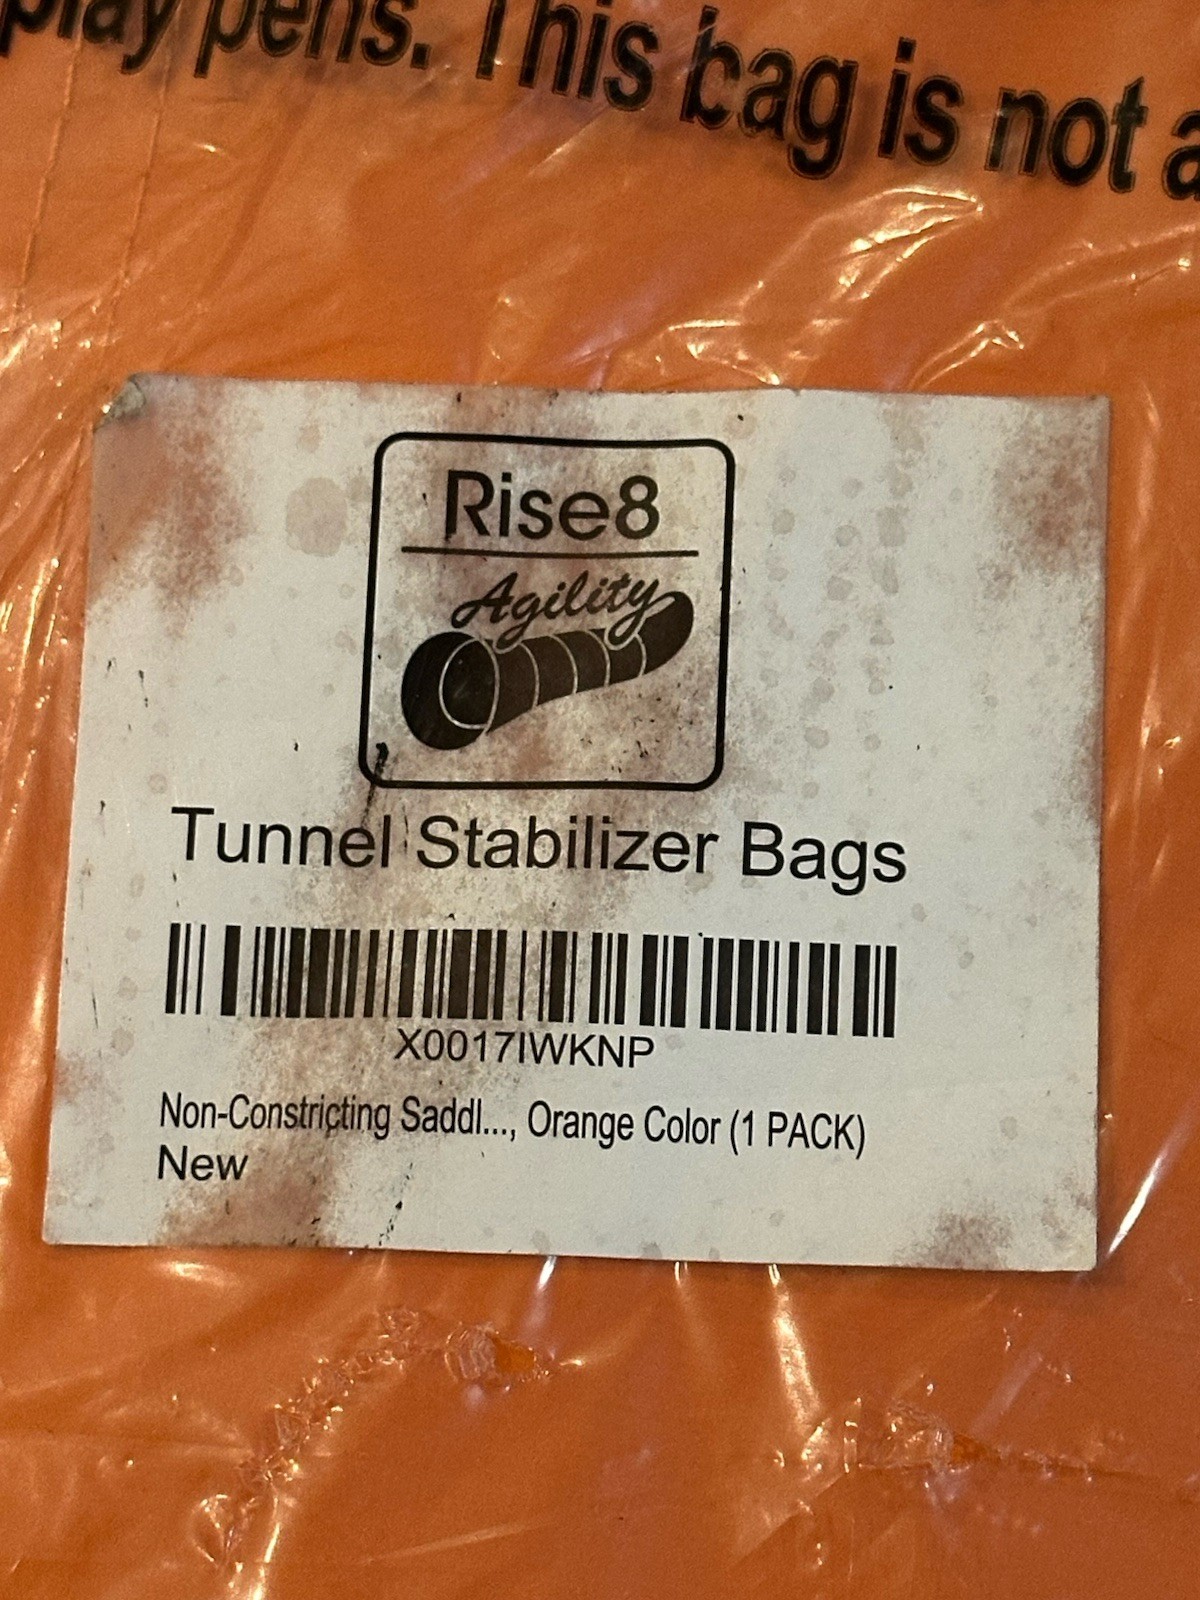 play pens. This bag is not a
Rise8
Agility
Tunnel Stabilizer Bags
X0017IWKNP
Non-Constricting Saddl..., Orange Color (1 PACK)
New